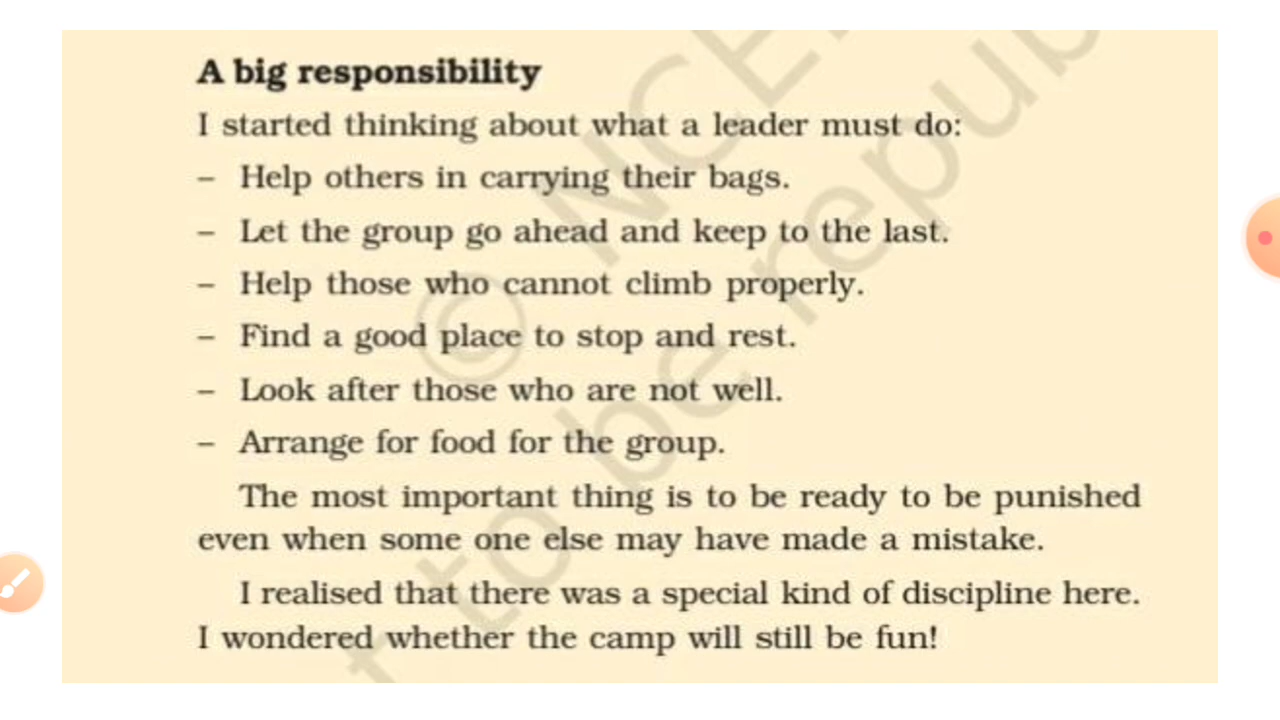 A big responsibility
I started thinking about what a leader must do:
– Help others in carrying their bags.
– Let the group go ahead and keep to the last.
– Help those who cannot climb properly.
– Find a good place to stop and rest.
– Look after those who are not well.
– Arrange for food for the group.
The most important thing is to be ready to be punished
even when some one else may have made a mistake.
I realised that there was a special kind of discipline here.
I wondered whether the camp will still be fun!
© NCE
t to be repub